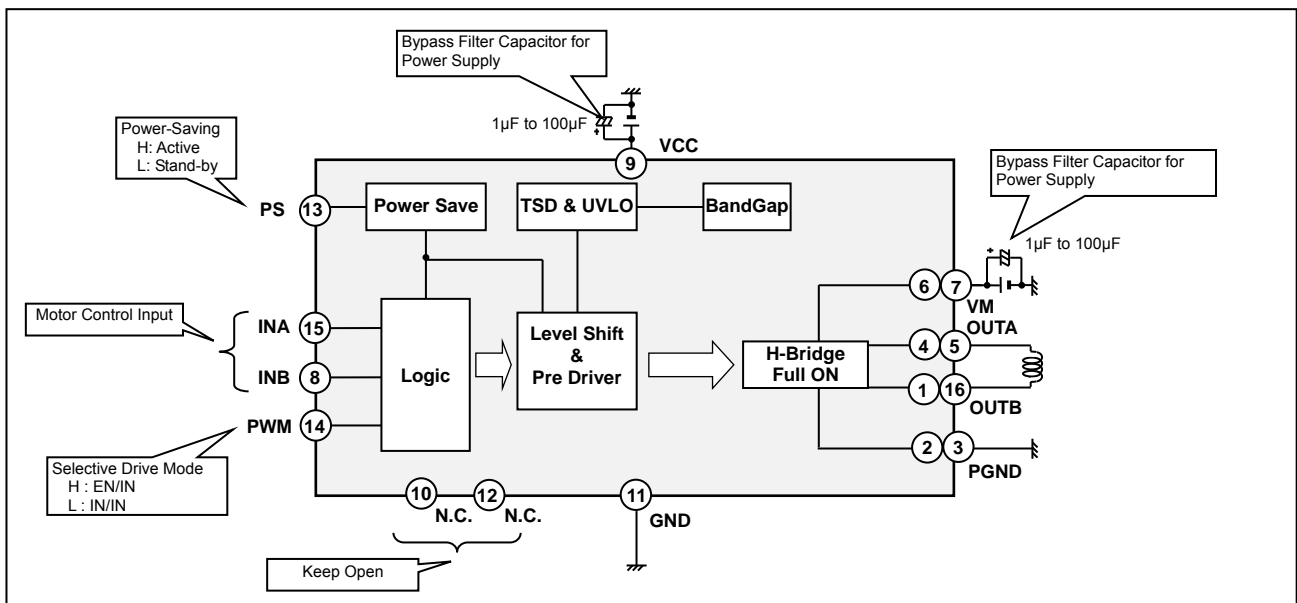 Bypass Filter Capacitor for
Power Supply
1µF to 100µF
Power-Saving
H: Active
L: Stand-by
VCC
9
Bypass Filter Capacitor for
Power Supply
1µF to 100µF
PS
13
Power Save
TSD & UVLO
BandGap
6
7
VM
Motor Control Input
INA
15
INB
8
Logic
Level Shift
&
Pre Driver
H-Bridge
Full ON
OUTA
4
5
1
16
OUTB
PWM
14
2
3
PGND
Selective Drive Mode
H : EN/IN
L : IN/IN
10
N.C.
12
N.C.
11
GND
Keep Open
+
+